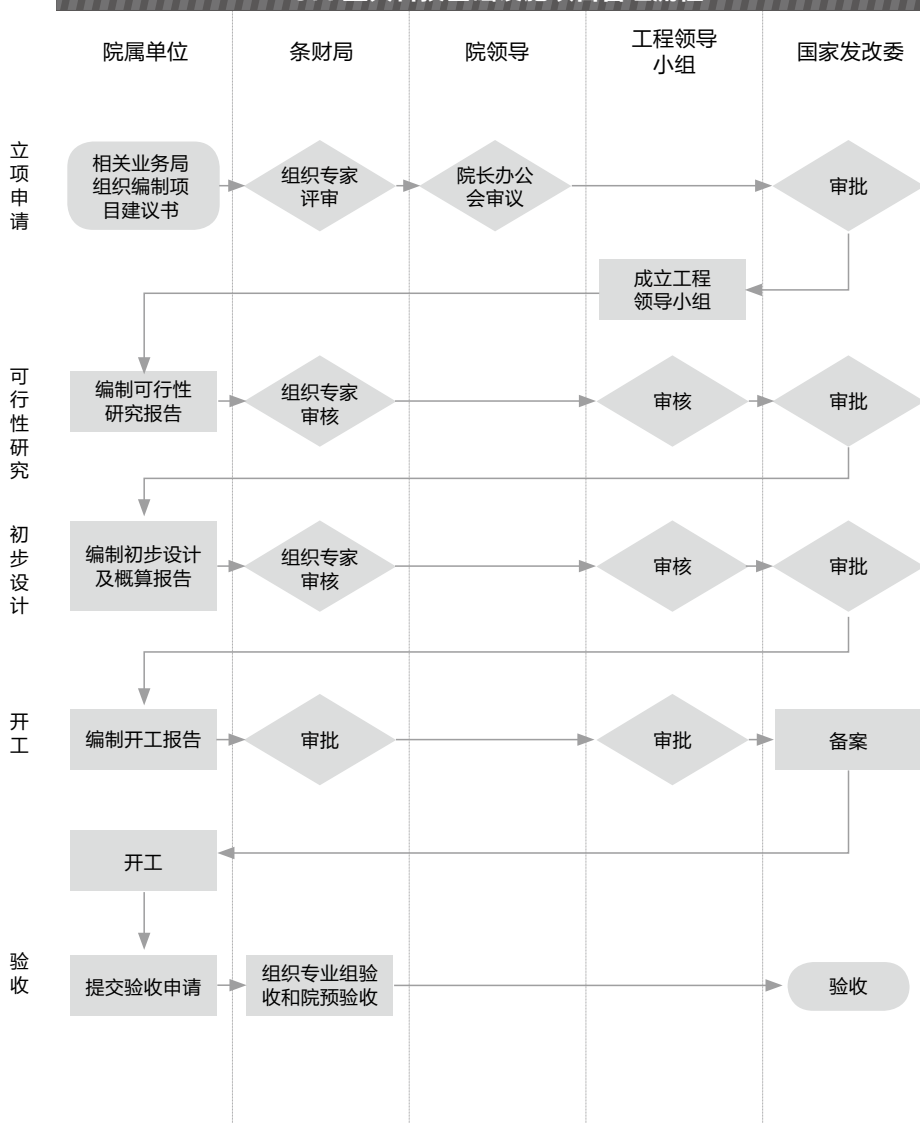 院属单位
条财局
院领导
工程领导
小组
国家发改委
立项申请
相关业务局
组织编制项
目建议书
组织专家
评审
院长办公
会审议
审批
成立工程
领导小组
可行性研究
编制可行性
研究报告
组织专家
审核
审核
审批
初步设计
编制初步设计
及概算报告
组织专家
审核
审核
审批
开工
编制开工报告
审批
审批
备案
开工
验收
提交验收申请
组织专业组验
收和院预验收
验收